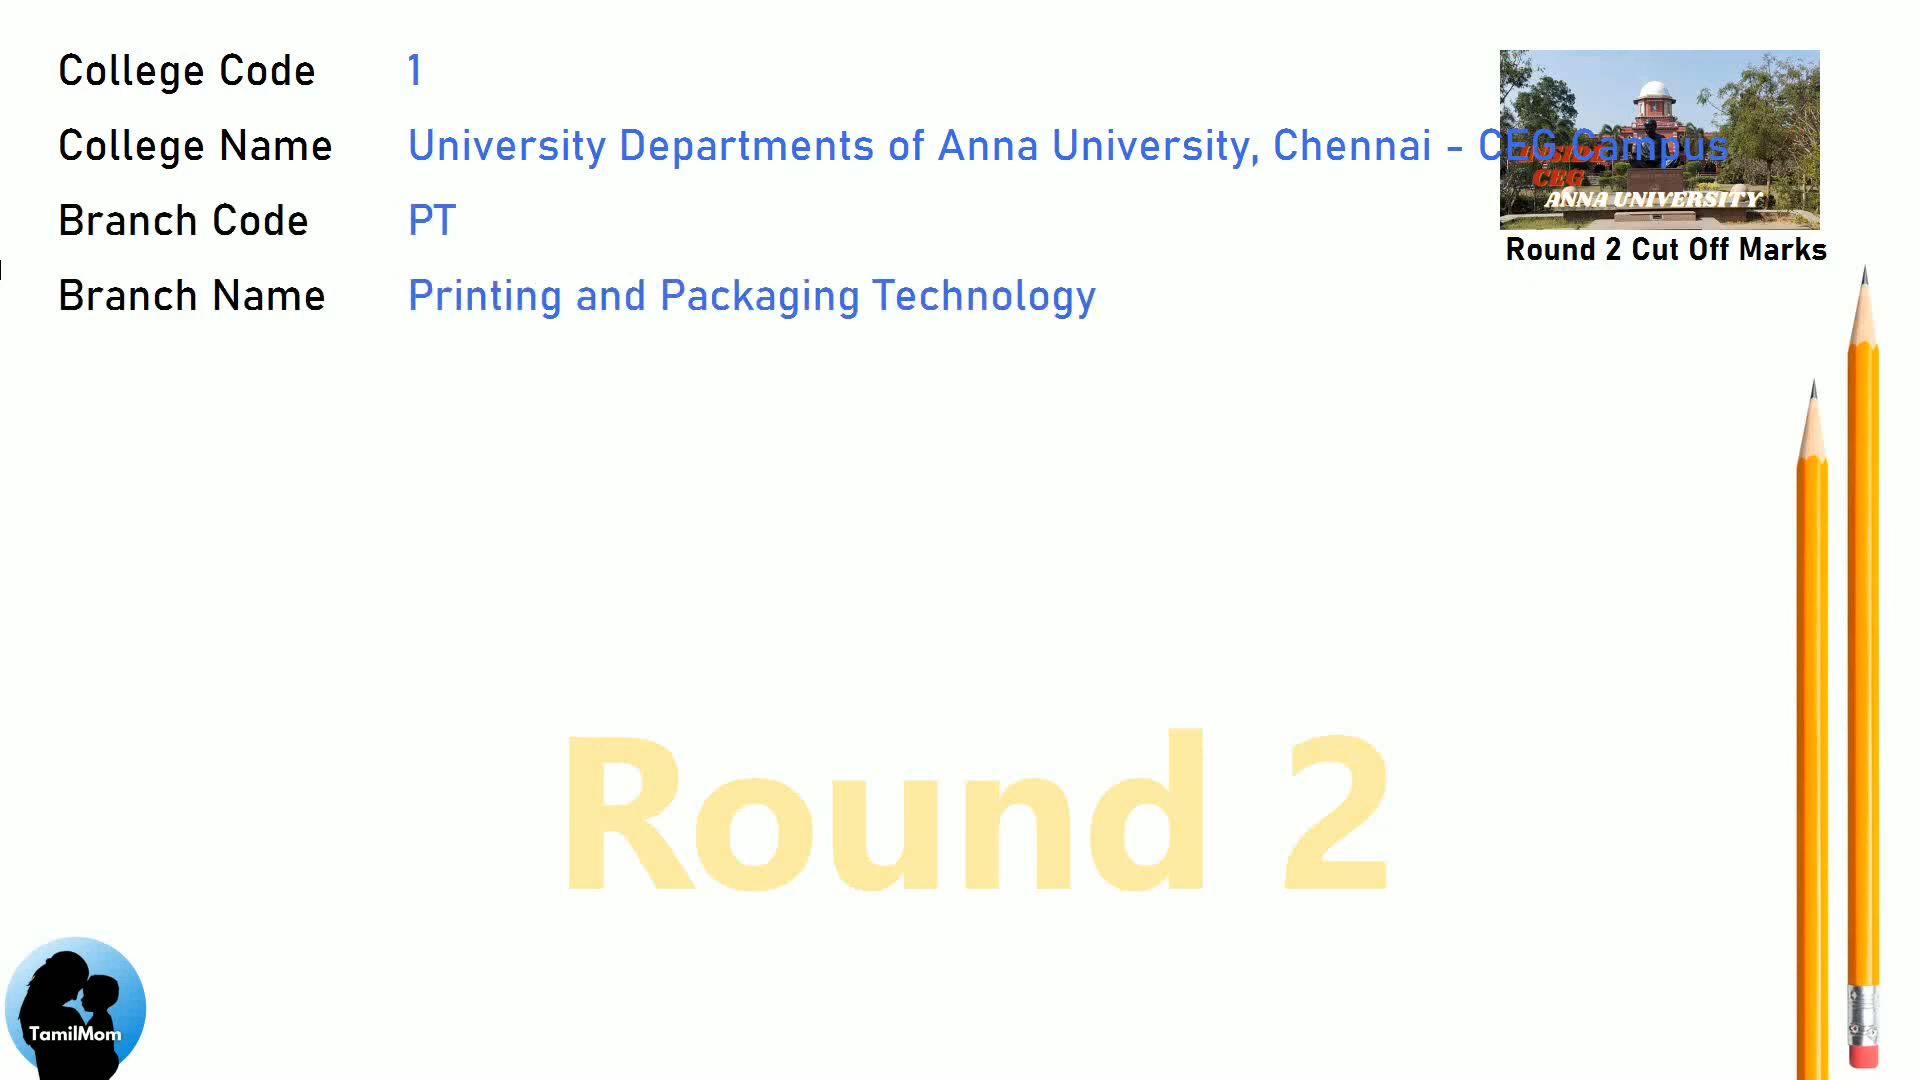 College Code 1
College Name University Departments of Anna University, Chennai - CEG Campus
Branch Code PT
Branch Name Printing and Packaging Technology
CEG
ANNA UNIVERSITY
Round 2 Cut Off Marks
Round 2
TamilMom